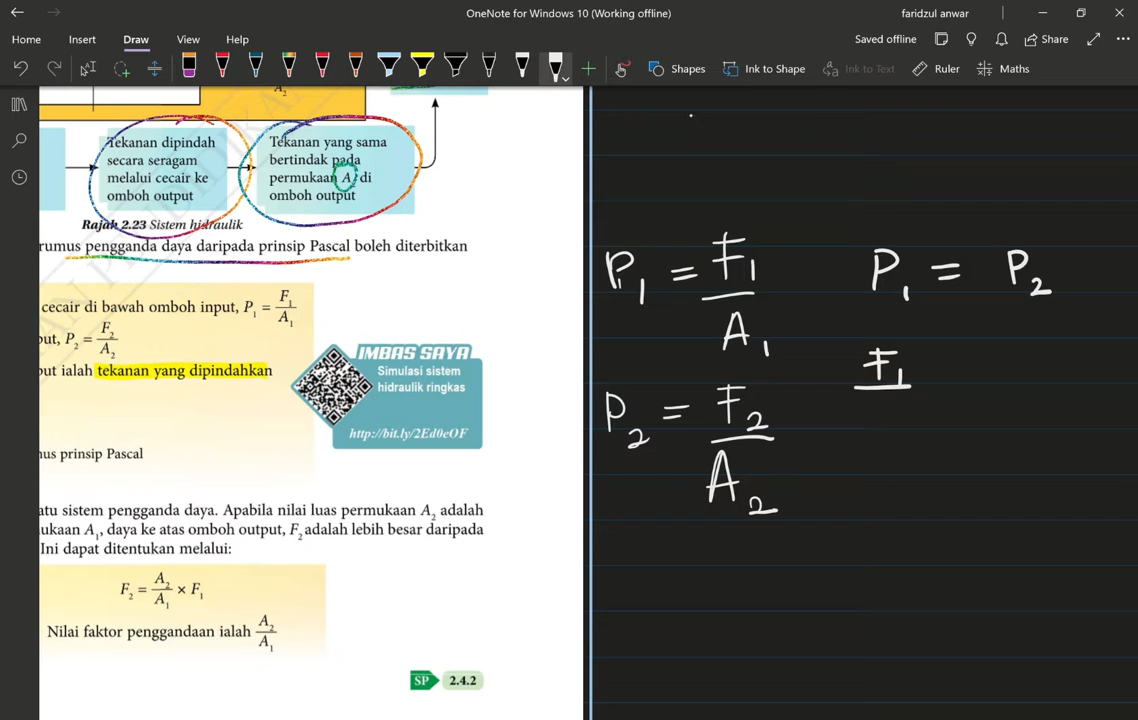 OneNote for Windows 10 (Working offline)
faridzul anwar
Home Insert Draw View Help
Saved offline
Share
Shapes
Ink to Shape
Ink to Text
Ruler
Maths
A₂
Tekanan dipindah
secara seragam
melalui cecair ke
omboh output
Tekanan yang sama
bertindak pada
permukaan A₂ di
omboh output
Rajah 2.23 Sistem hidraulik
rumus pengganda daya daripada prinsip Pascal boleh diterbitkan
cecair di bawah omboh input, P₁ = F₁/A₁
put, P₂ = F₂/A₂
put ialah tekanan yang dipindahkan
IMBAS SAYA
Simulasi sistem
hidraulik ringkas
http://bit.ly/2Ed0eOF
nus prinsip Pascal
atu sistem pengganda daya. Apabila nilai luas permukaan A₂ adalah
ukaan A₁, daya ke atas omboh output, F₂ adalah lebih besar daripada
Ini dapat ditentukan melalui:
F₂ = A₂/A₁ × F₁
Nilai faktor penggandaan ialah A₂/A₁
SP 2.4.2
P₁ = F₁/A₁
P₂ = F₂/A₂
P₁ = P₂
F₁